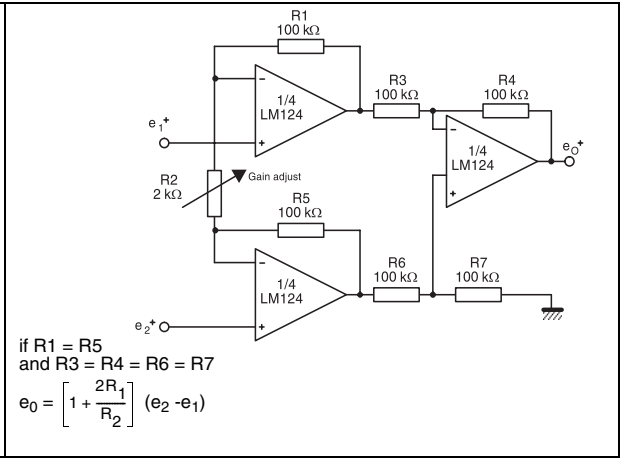 R1
100 kΩ
1/4
LM124
e1+
R3
100 kΩ
R4
100 kΩ
1/4
LM124
eO+
R2
2 kΩ
Gain adjust
R5
100 kΩ
1/4
LM124
e2+
R6
100 kΩ
R7
100 kΩ
if R1 = R5
and R3 = R4 = R6 = R7
e0 = [1 + 2R1/R2] (e2 -e1)